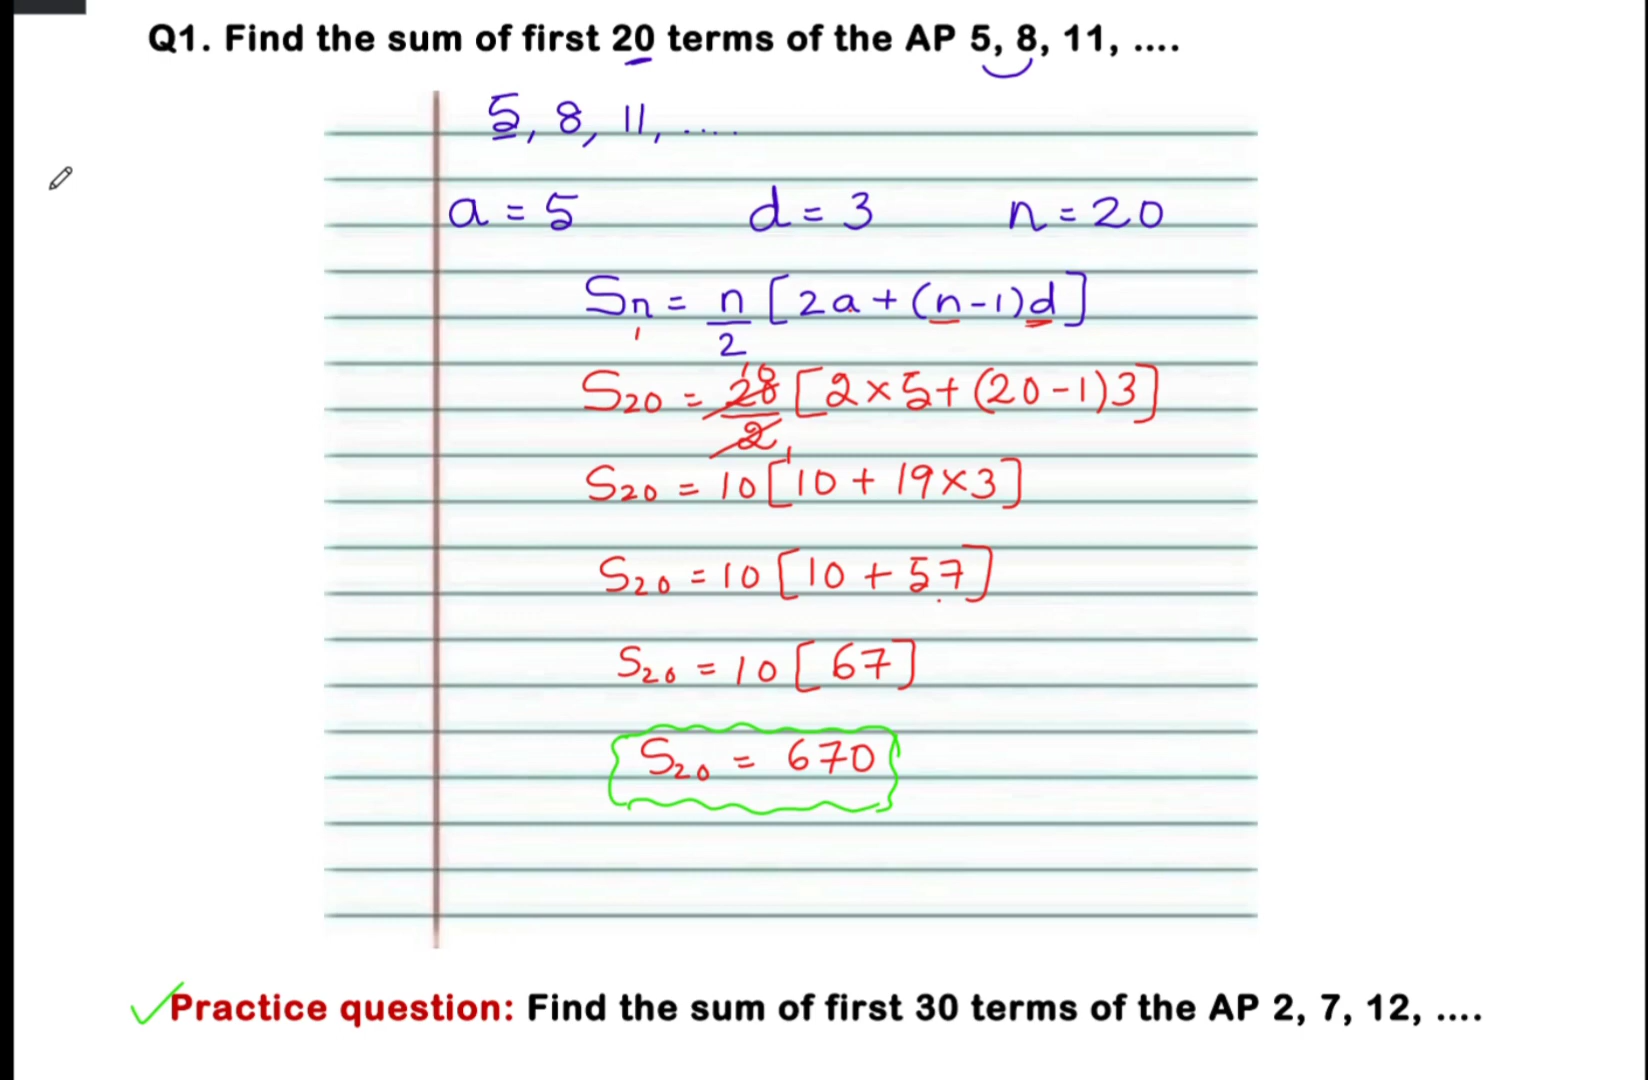 Q1. Find the sum of first 20 terms of the AP 5, 8, 11, ....
5, 8, 11, ....
a = 5 d = 3 n = 20
Sn = n/2 [2a + (n-1)d]
S20 = 20/2 [2×5+(20-1)3]
S20 = 10[10 + 19×3]
S20 = 10[10 + 57]
S20 = 10[67]
S20 = 670
Practice question: Find the sum of first 30 terms of the AP 2, 7, 12, ....